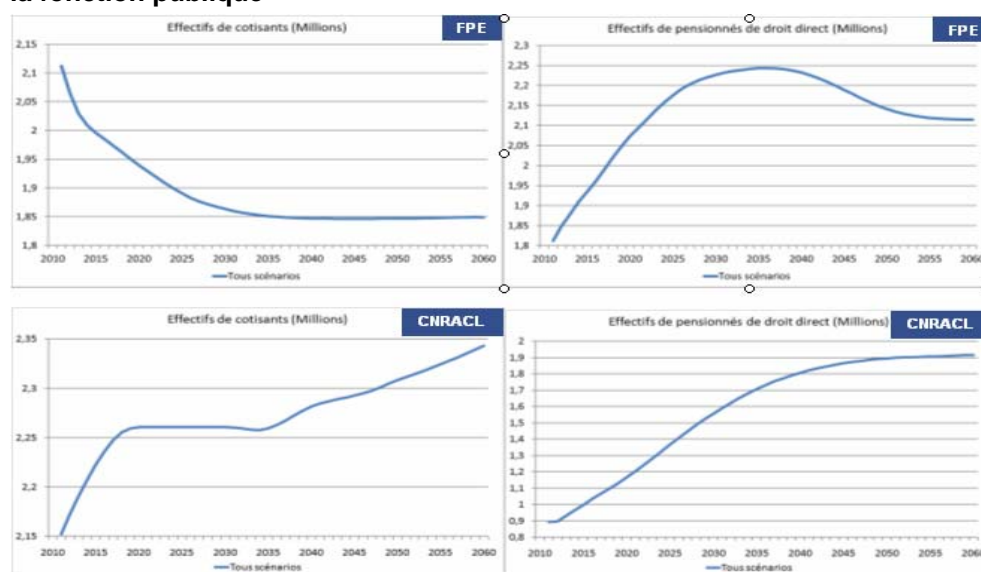 la fonction publique
Effectifs de cotisants (Millions)
FPE
2,15
2,1
2,05
2
1,95
1,9
1,85
1,8
2010 2015 2020 2025 2030 2035 2040 2045 2050 2055 2060
Tous scénarios
Effectifs de pensionnés de droit direct (Millions)
FPE
2,3
2,25
2,2
2,15
2,1
2,05
2
1,95
1,9
1,85
1,8
2010 2015 2020 2025 2030 2035 2040 2045 2050 2055 2060
Tous scénarios
Effectifs de cotisants (Millions)
CNRACL
2,35
2,3
2,25
2,2
2,15
2010 2015 2020 2025 2030 2035 2040 2045 2050 2055 2060
Tous scénarios
Effectifs de pensionnés de droit direct (Millions)
CNRACL
2
1,9
1,8
1,7
1,6
1,5
1,4
1,3
1,2
1,1
1
0,9
0,8
2010 2015 2020 2025 2030 2035 2040 2045 2050 2055 2060
Tous scénarios